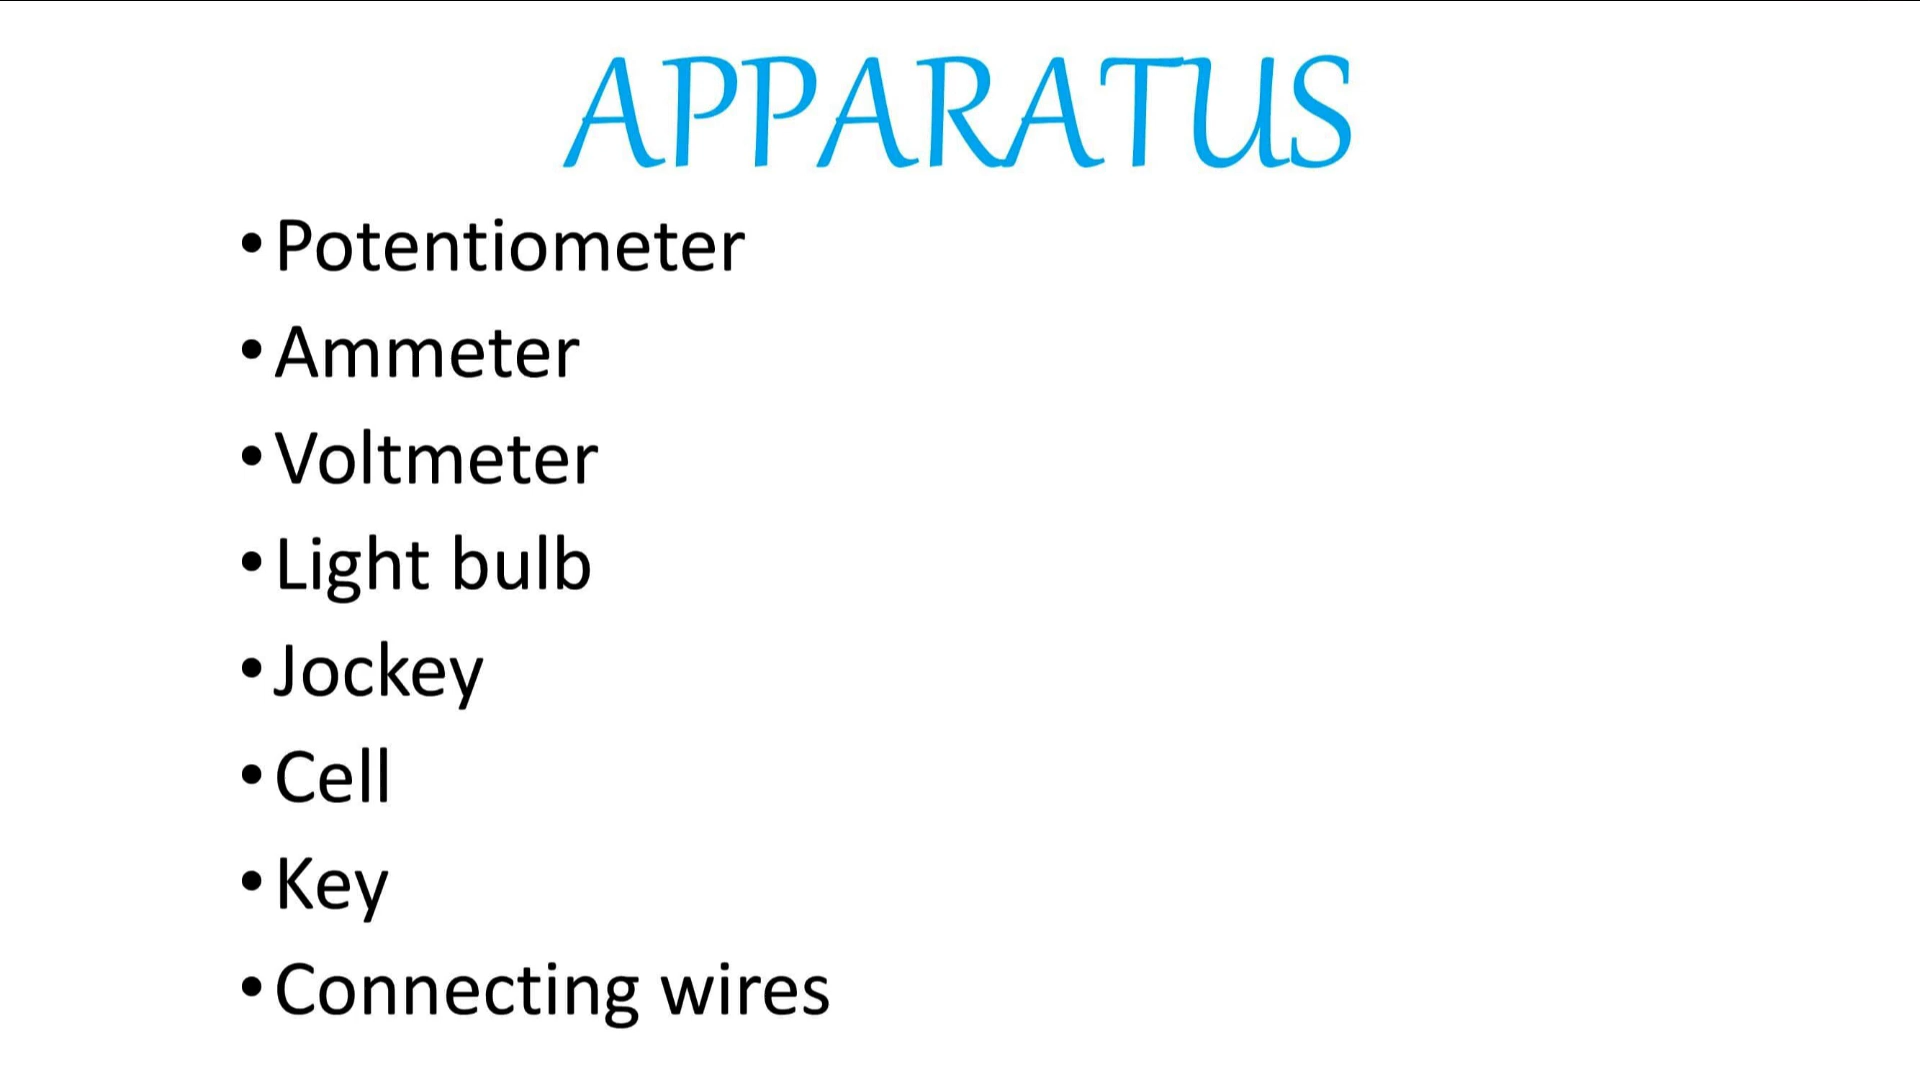 APPARATUS
• Potentiometer
• Ammeter
• Voltmeter
• Light bulb
• Jockey
• Cell
• Key
• Connecting wires